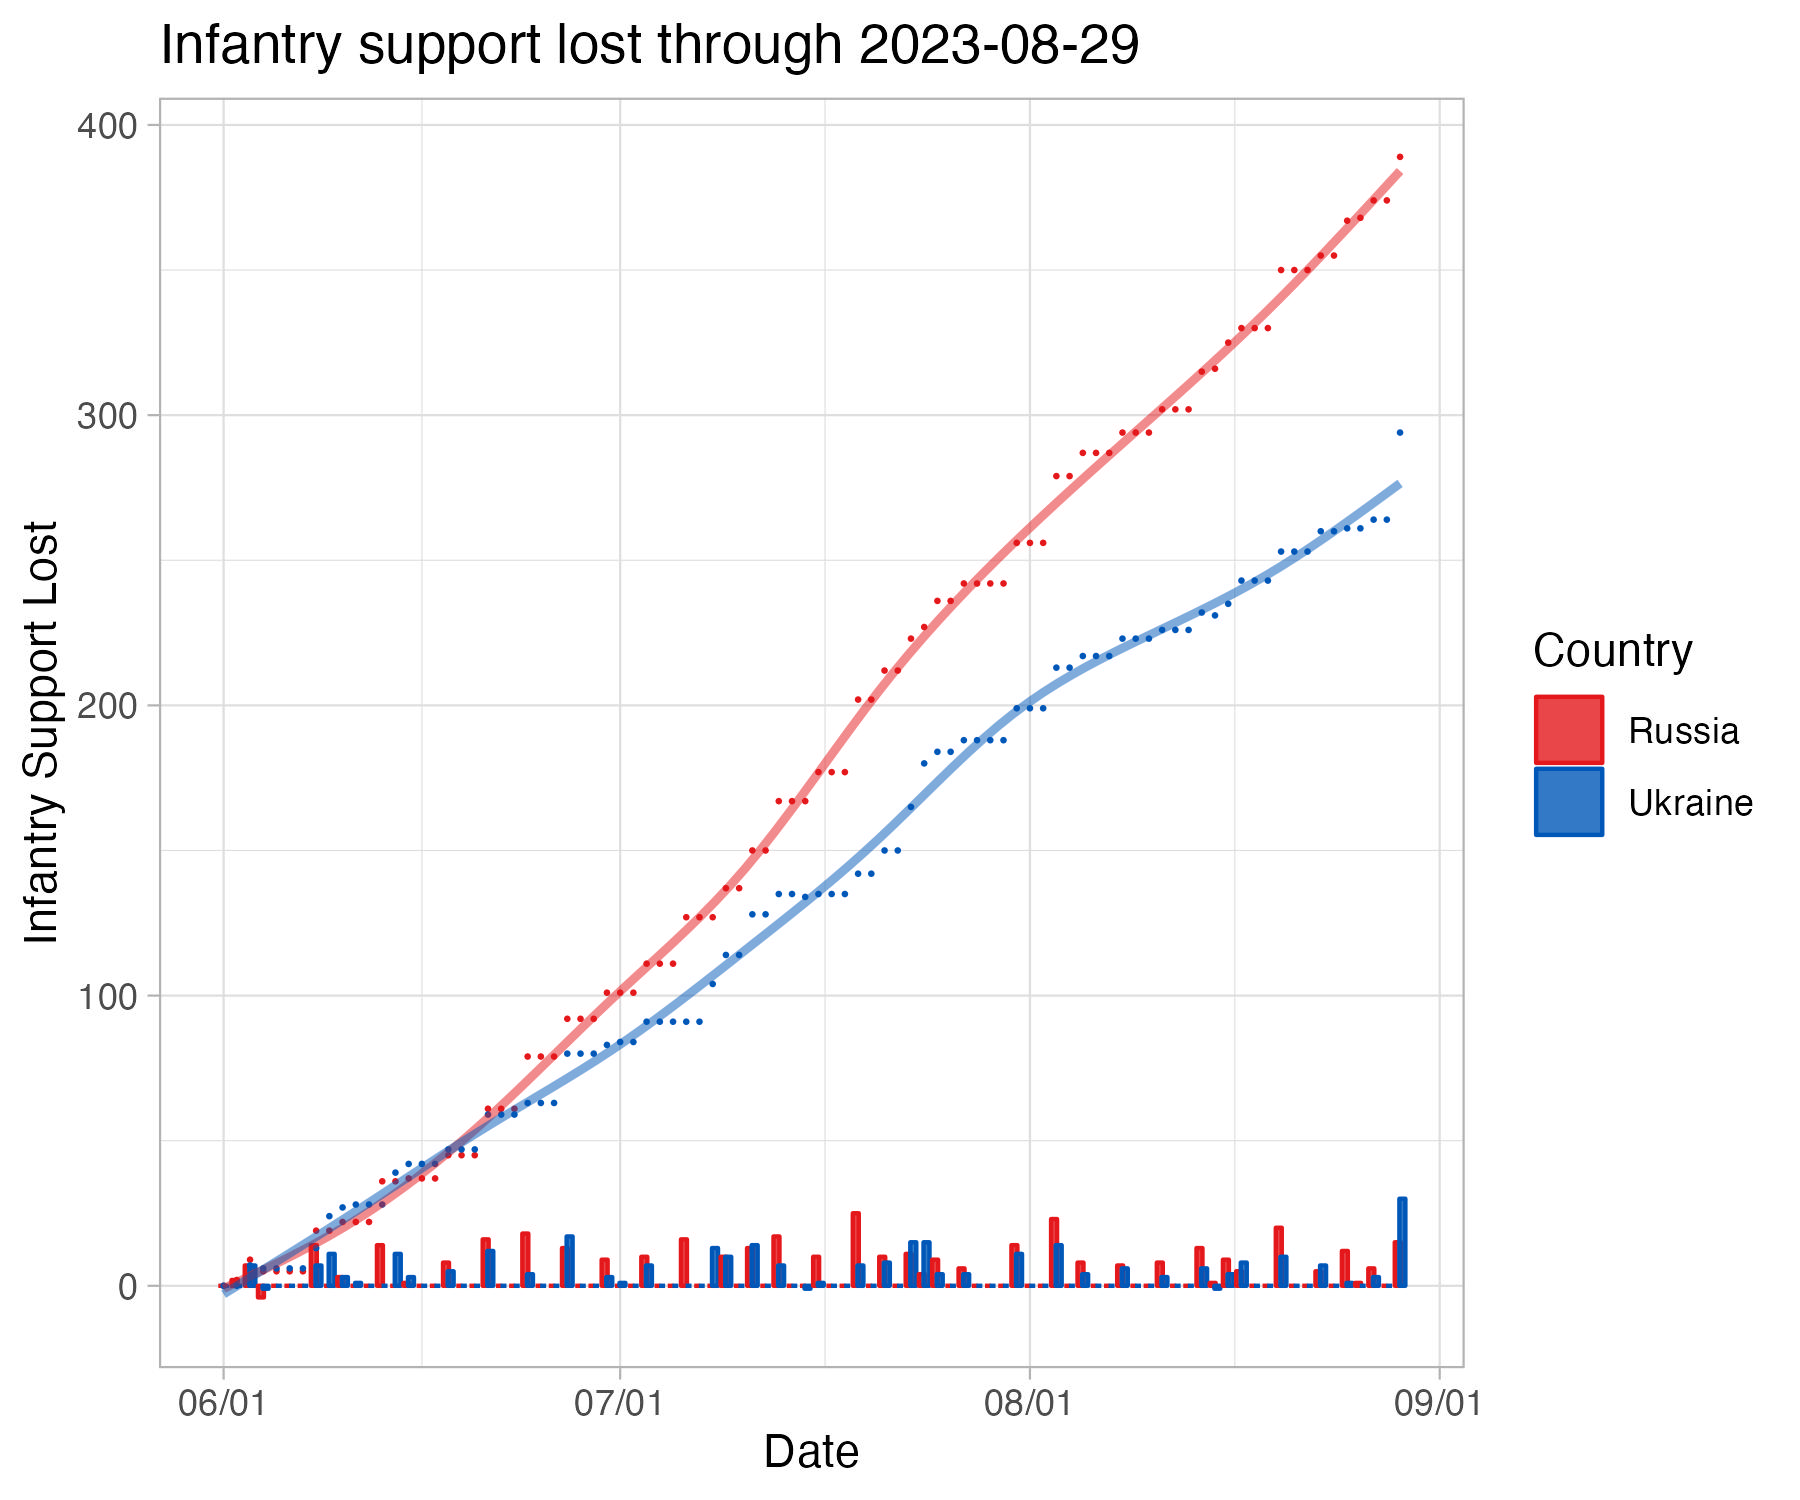 Infantry support lost through 2023-08-29
400
300
200
100
0
Infantry Support Lost
06/01
07/01
08/01
09/01
Date
Country
Russia
Ukraine